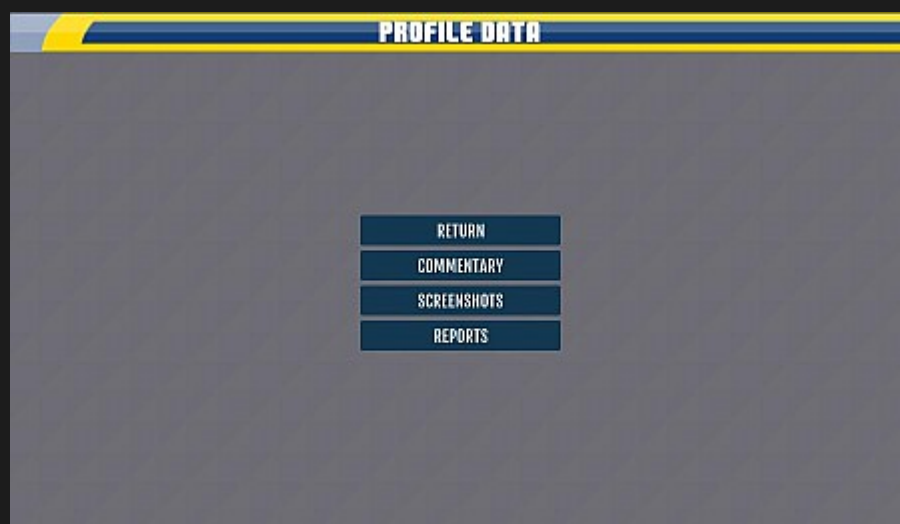 PROFILE DATA
RETURN
COMMENTARY
SCREENSHOTS
REPORTS